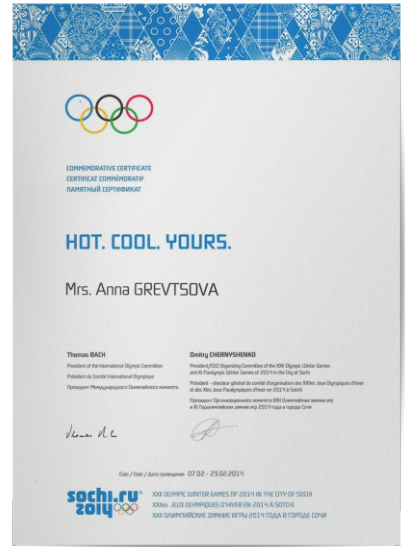 COMMEMORATIVE CERTIFICATE
CERTIFICAT COMMÉMORATIF
ПАМЯТНЫЙ СЕРТИФИКАТ
HOT. COOL. YOURS.
Mrs. Anna GREVTSOVA
Thomas BACH
President of the International Olympic Committee
Président du Comité International Olympique
Президент Международного Олимпийского комитета
Dmitry CHERNYSHENKO
President/CEO Organizing Committee of the XXII Olympic Winter Games
and XI Paralympic Winter Games of 2014 in the City of Sochi
Président - directeur général du comité d'organisation des XXIIes Jeux Olympiques d'hiver
et des XIes Jeux Paralympiques d'hiver en 2014 à Sotchi
Президент Организационного комитета XXII Олимпийских зимних игр
и XI Паралимпийских зимних игр 2014 года в городе Сочи
Date / Date / Дата проведения 07.02 - 23.02.2014
sochi.ru
2014
XXII OLYMPIC WINTER GAMES OF 2014 IN THE CITY OF SOCHI
XXIIes JEUX OLYMPIQUES D'HIVER EN 2014 À SOTCHI
XXII ОЛИМПИЙСКИЕ ЗИМНИЕ ИГРЫ 2014 ГОДА В ГОРОДЕ СОЧИ